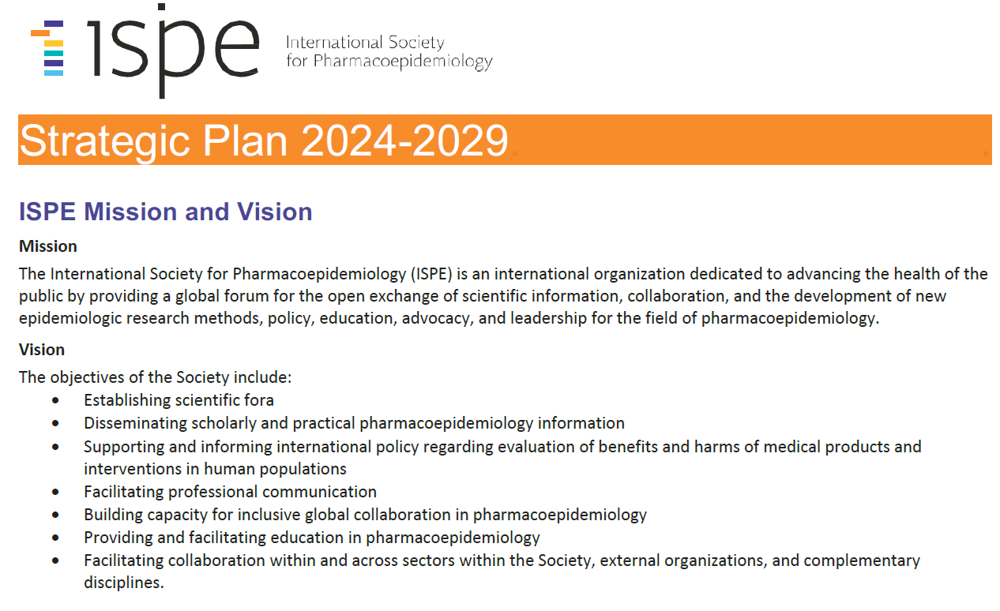 ispe
International Society
for Pharmacoepidemiology
Strategic Plan 2024-2029
ISPE Mission and Vision
Mission
The International Society for Pharmacoepidemiology (ISPE) is an international organization dedicated to advancing the health of the
public by providing a global forum for the open exchange of scientific information, collaboration, and the development of new
epidemiologic research methods, policy, education, advocacy, and leadership for the field of pharmacoepidemiology.
Vision
The objectives of the Society include:
• Establishing scientific fora
• Disseminating scholarly and practical pharmacoepidemiology information
• Supporting and informing international policy regarding evaluation of benefits and harms of medical products and
interventions in human populations
• Facilitating professional communication
• Building capacity for inclusive global collaboration in pharmacoepidemiology
• Providing and facilitating education in pharmacoepidemiology
• Facilitating collaboration within and across sectors within the Society, external organizations, and complementary
disciplines.